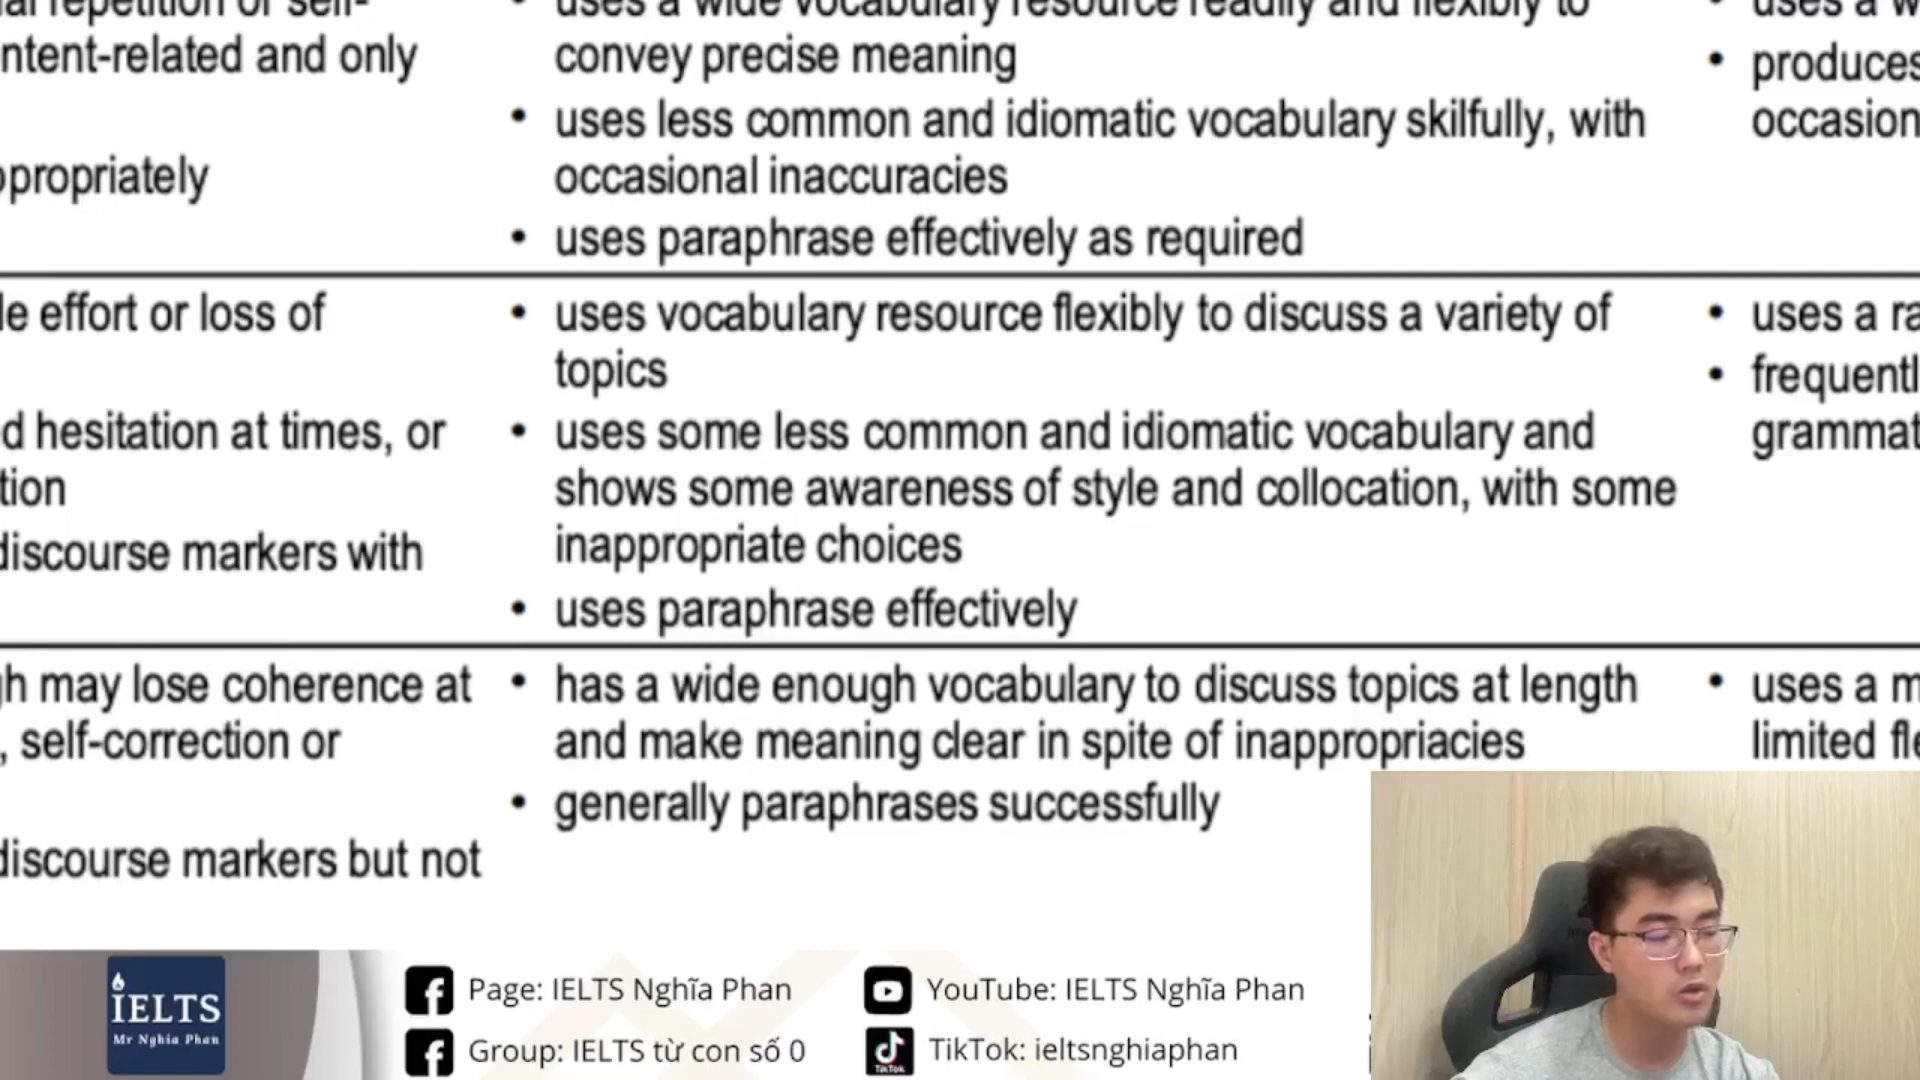 ntent-related and only
ppropriately
uses a wide vocabulary resource readily and flexibly to
convey precise meaning
• uses less common and idiomatic vocabulary skilfully, with
occasional inaccuracies
• uses paraphrase effectively as required
• produces
occasion
le effort or loss of
d hesitation at times, or
tion
discourse markers with
• uses vocabulary resource flexibly to discuss a variety of
topics
• uses some less common and idiomatic vocabulary and
shows some awareness of style and collocation, with some
inappropriate choices
• uses paraphrase effectively
• uses a ra
• frequentl
grammat
gh may lose coherence at
, self-correction or
discourse markers but not
• has a wide enough vocabulary to discuss topics at length
and make meaning clear in spite of inappropriacies
• generally paraphrases successfully
• uses a m
limited fle
IELTS
Mr Nghia Phan
Page: IELTS Nghĩa Phan
Group: IELTS từ con số 0
YouTube: IELTS Nghĩa Phan
TikTok
TikTok: ieltsnghiaphan